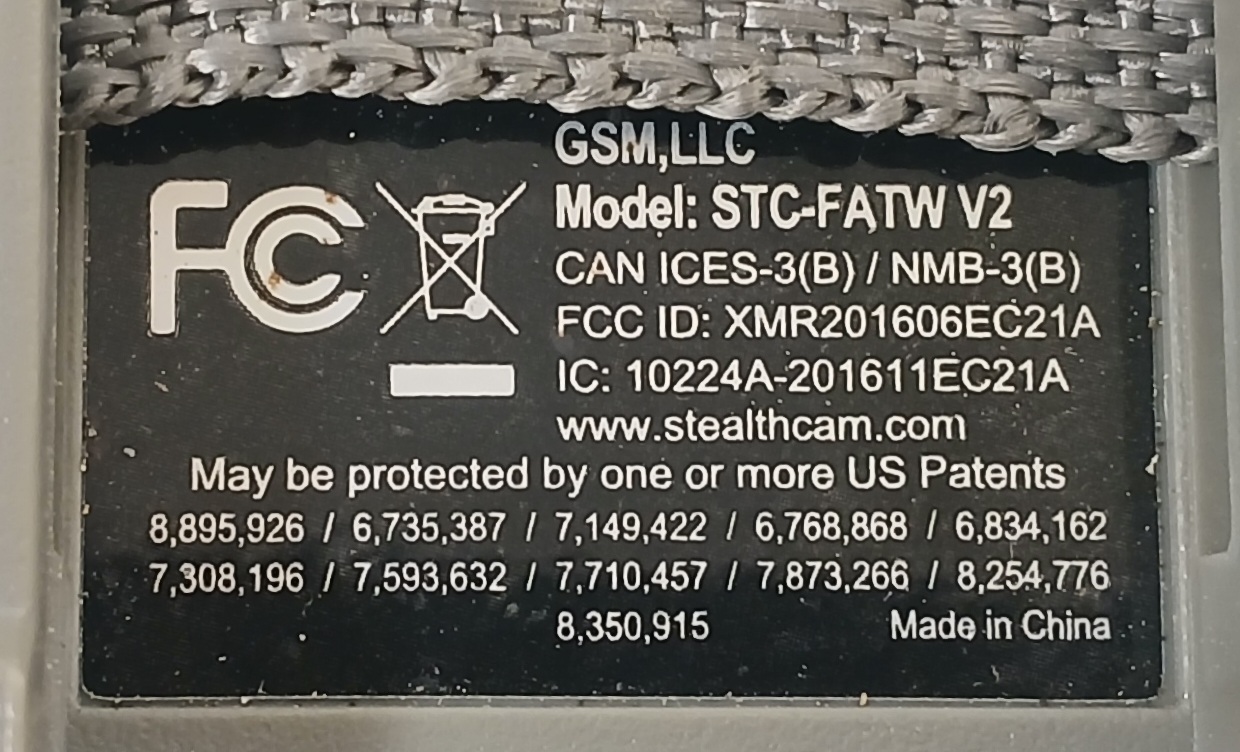 GSM,LLC
Model: STC-FATW V2
CAN ICES-3(B) / NMB-3(B)
FCC ID: XMR201606EC21A
IC: 10224A-201611EC21A
www.stealthcam.com
FC
May be protected by one or more US Patents
8,895,926 / 6,735,387 / 7,149,422 / 6,768,868 / 6,834,162
7,308,196 / 7,593,632 / 7,710,457 / 7,873,266 / 8,254,776
8,350,915 Made in China